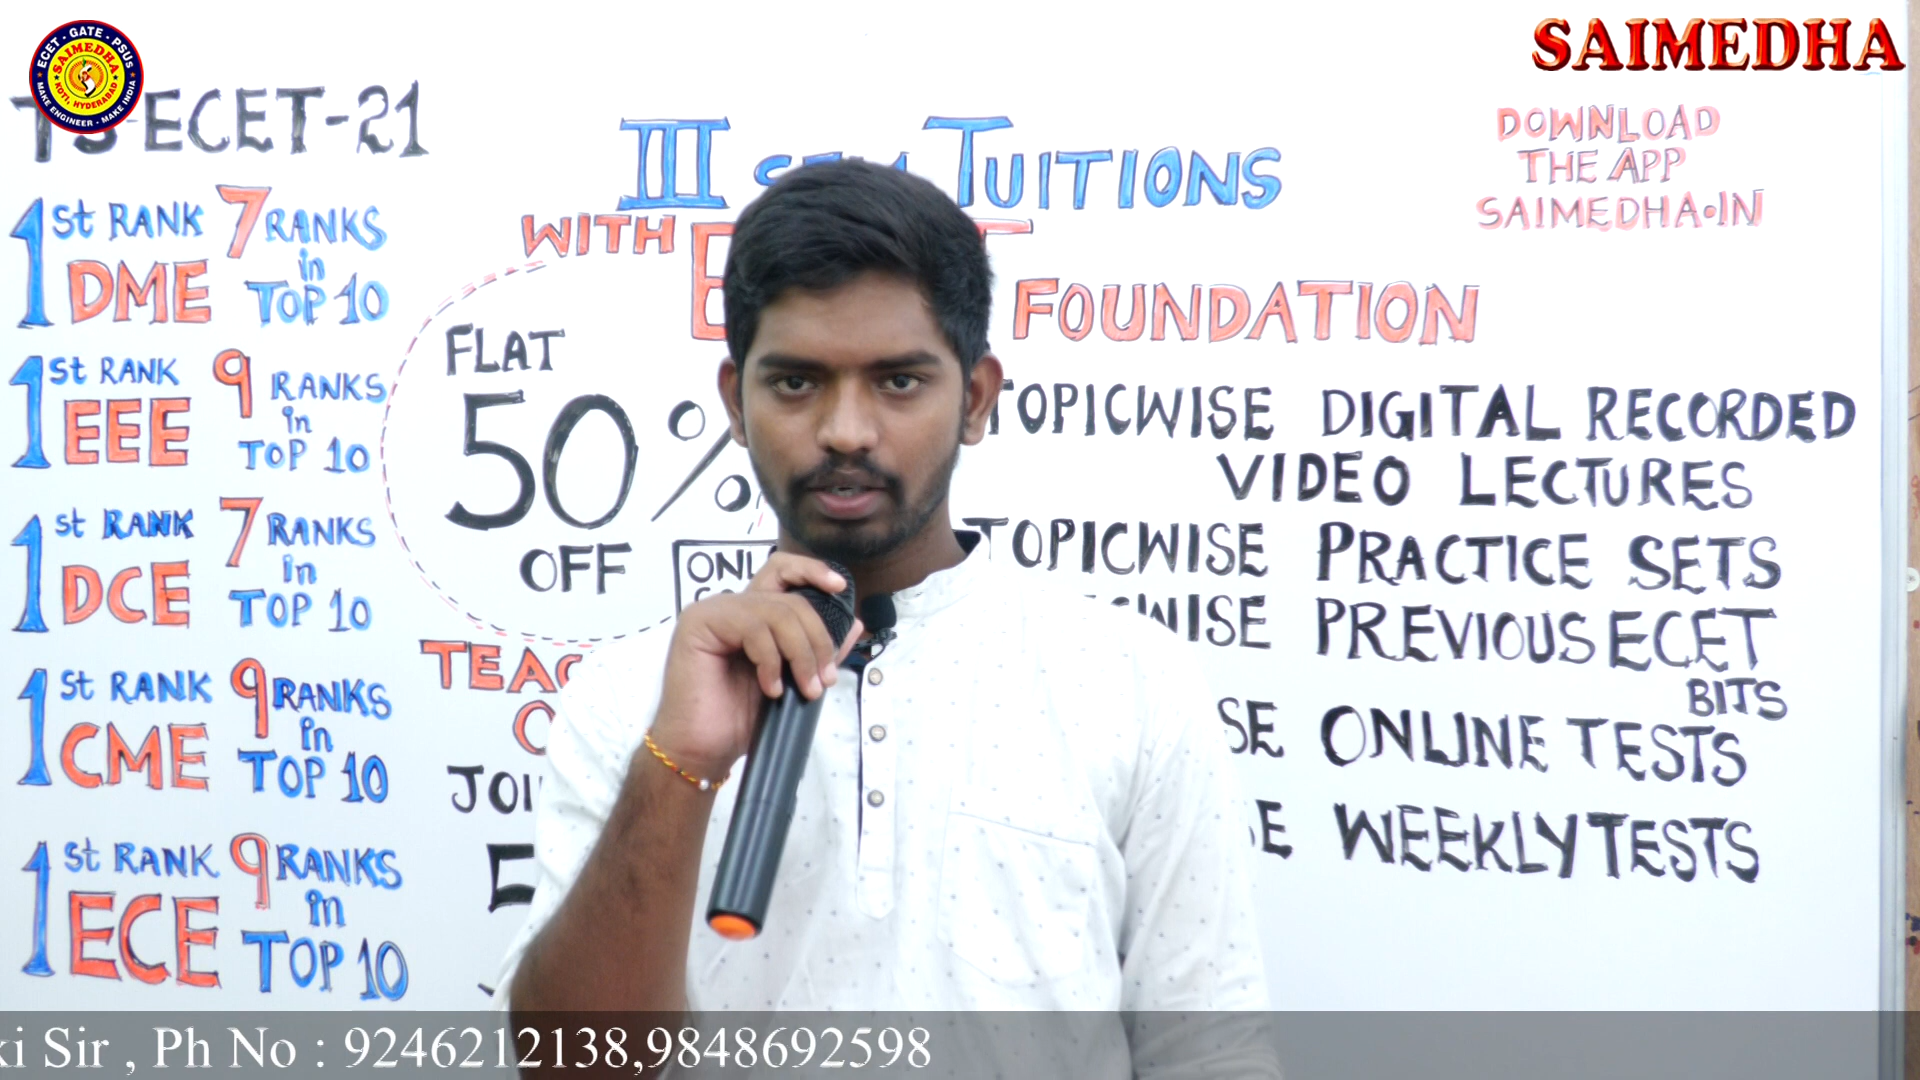 ECET - GATE - PSUS
SAIMEDHA
KOTI, HYDERABAD
MAKE ENGINEER - MAKE INDIA
SAIMEDHA
TS-ECET-21
1st RANK DME
7 RANKS in TOP 10
1st RANK EEE
9 RANKS in TOP 10
1st RANK DCE
7 RANKS in TOP 10
1st RANK CME
9 RANKS in TOP 10
1st RANK ECE
9 RANKS in TOP 10
III TUITIONS
WITH
FOUNDATION
FLAT
50%
OFF
DOWNLOAD
THE APP
SAIMEDHA.IN
TOPICWISE DIGITAL RECORDED
VIDEO LECTURES
TOPICWISE PRACTICE SETS
PREVIOUS ECET
BITS
ONLINE TESTS
WEEKLY TESTS
Sir , Ph No : 9246212138,9848692598